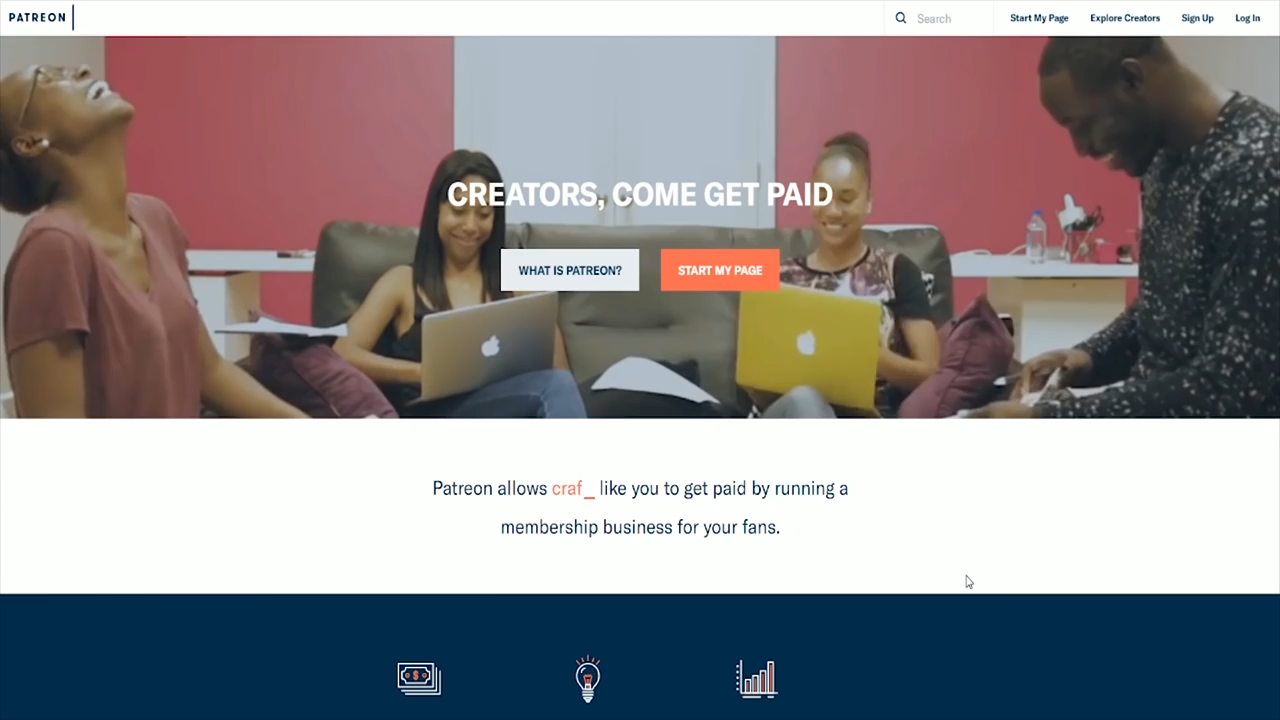 PATREON
Search
Start My Page
Explore Creators
Sign Up
Log In
CREATORS, COME GET PAID
WHAT IS PATREON?
START MY PAGE
Patreon allows craf_ like you to get paid by running a
membership business for your fans.
$